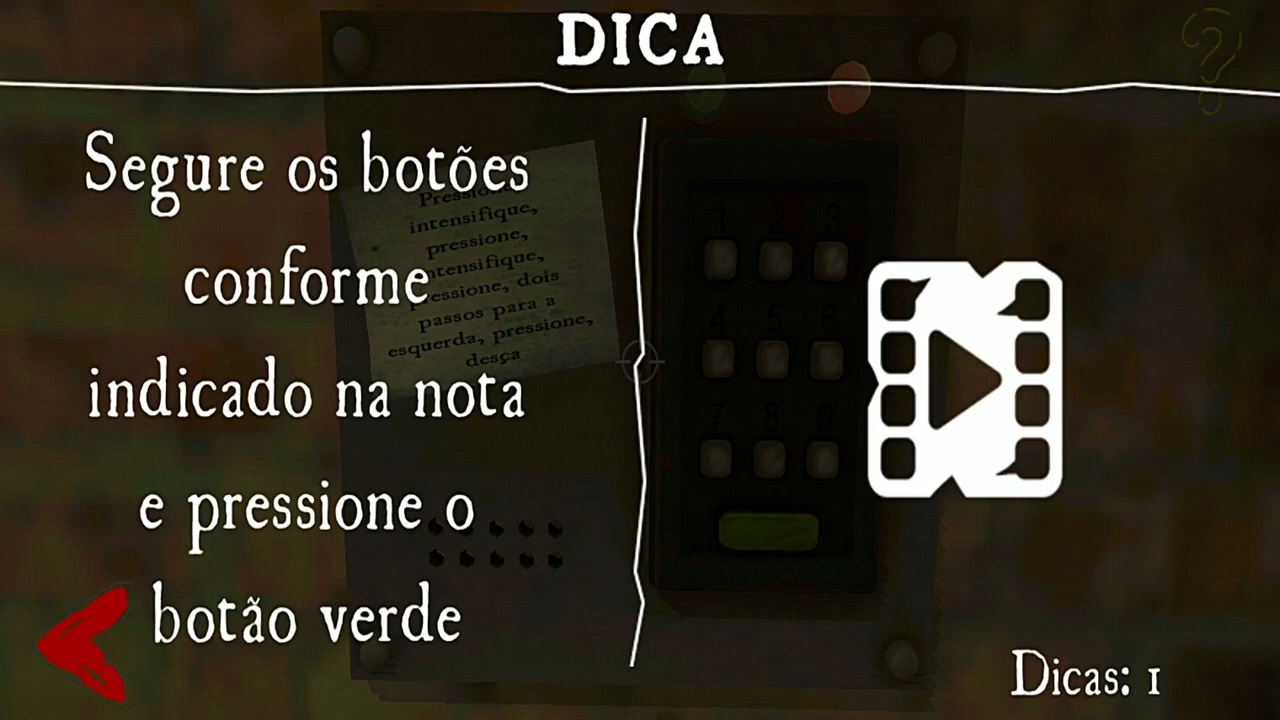 DICA
Segure os botões
conforme
indicado na nota
e pressione o
botão verde
Pressione,
intensifique,
pressione,
intensifique,
pressione, dois
passos para a
esquerda, pressione,
desça
1 2 3
4 5 6
7 8 9
Dicas: 1